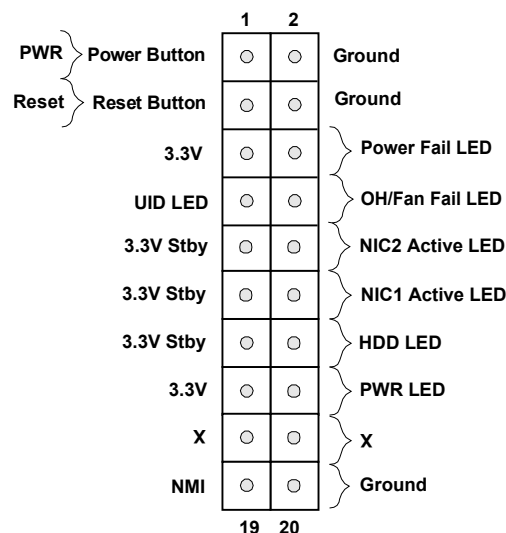 1 2
PWR Power Button Ground
Reset Reset Button Ground
3.3V Power Fail LED
UID LED OH/Fan Fail LED
3.3V Stby NIC2 Active LED
3.3V Stby NIC1 Active LED
3.3V Stby HDD LED
3.3V PWR LED
X X
NMI Ground
19 20